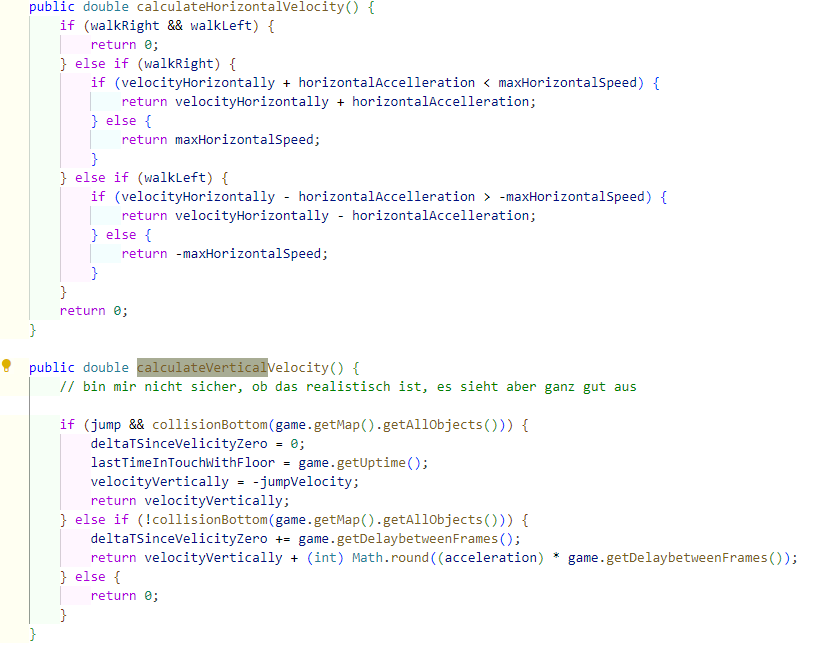 public double calculateHorizontalVelocity() {
if (walkRight && walkLeft) {
return 0;
} else if (walkRight) {
if (velocityHorizontally + horizontalAccelleration < maxHorizontalSpeed) {
return velocityHorizontally + horizontalAccelleration;
} else {
return maxHorizontalSpeed;
}
} else if (walkLeft) {
if (velocityHorizontally - horizontalAccelleration > -maxHorizontalSpeed) {
return velocityHorizontally - horizontalAccelleration;
} else {
return -maxHorizontalSpeed;
}
}
return 0;
}
public double calculateVerticalVelocity() {
// bin mir nicht sicher, ob das realistisch ist, es sieht aber ganz gut aus
if (jump && collisionBottom(game.getMap().getAllObjects())) {
deltaTSinceVelicityZero = 0;
lastTimeInTouchWithFloor = game.getUptime();
velocityVertically = -jumpVelocity;
return velocityVertically;
} else if (!collisionBottom(game.getMap().getAllObjects())) {
deltaTSinceVelicityZero += game.getDelaybetweenFrames();
return velocityVertically + (int) Math.round((acceleration) * game.getDelaybetweenFrames());
} else {
return 0;
}
}